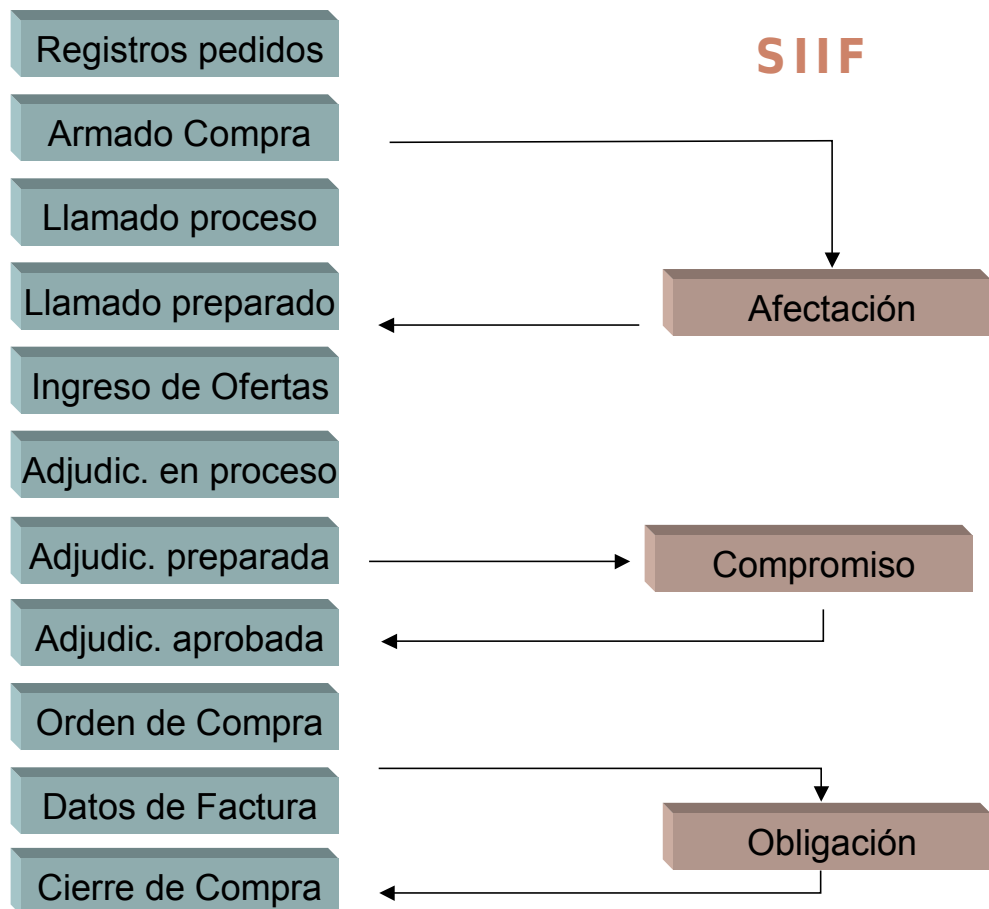 Registros pedidos
SIIF
Armado Compra
Llamado proceso
Llamado preparado
Afectación
Ingreso de Ofertas
Adjudic. en proceso
Adjudic. preparada
Compromiso
Adjudic. aprobada
Orden de Compra
Datos de Factura
Obligación
Cierre de Compra